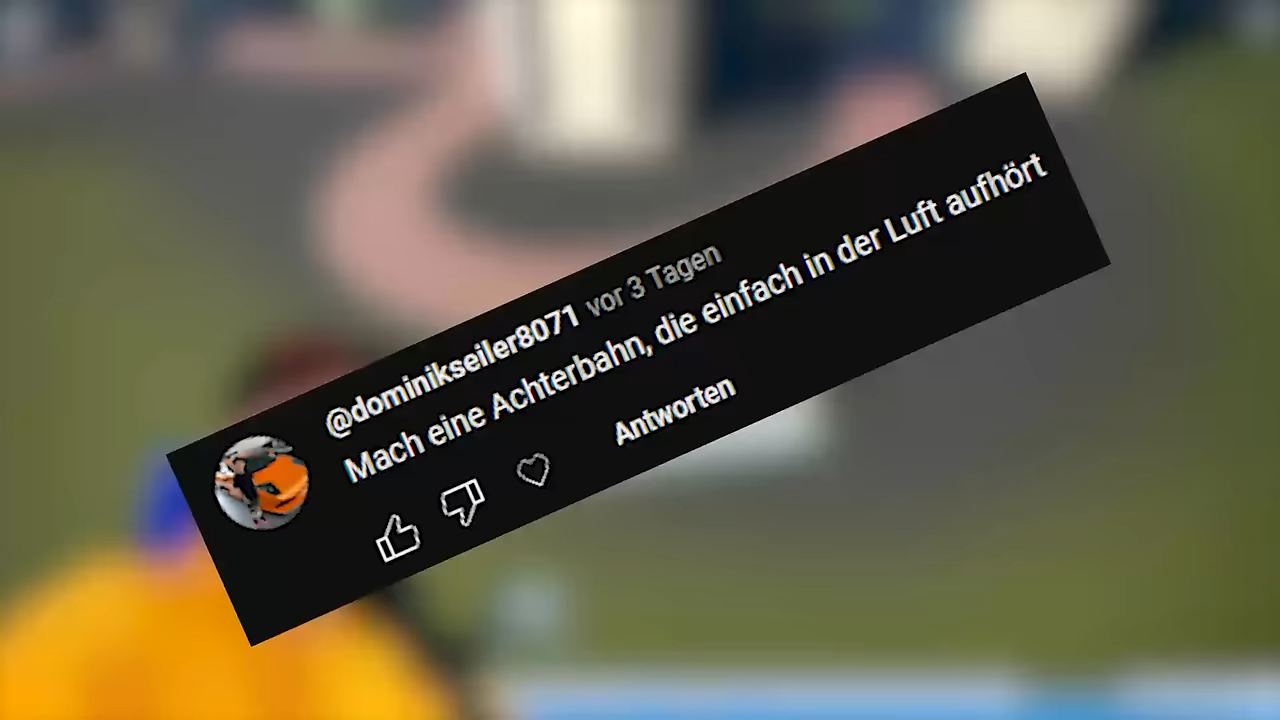 @dominikseiler8071 vor 3 Tagen
Mach eine Achterbahn, die einfach in der Luft aufhört
Antworten